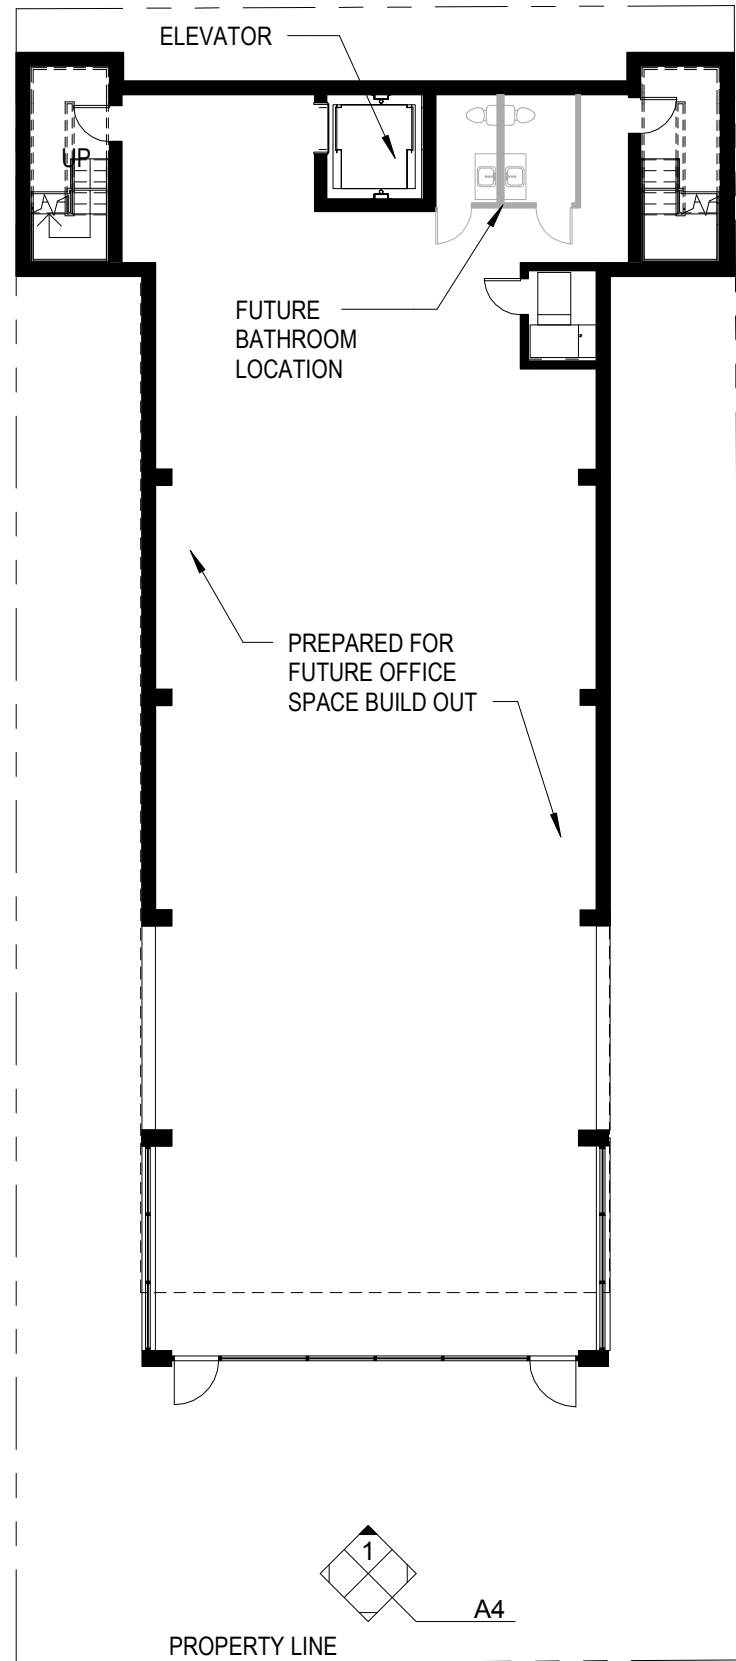 ELEVATOR
UP
FUTURE
BATHROOM
LOCATION
PREPARED FOR
FUTURE OFFICE
SPACE BUILD OUT
1
A4
PROPERTY LINE